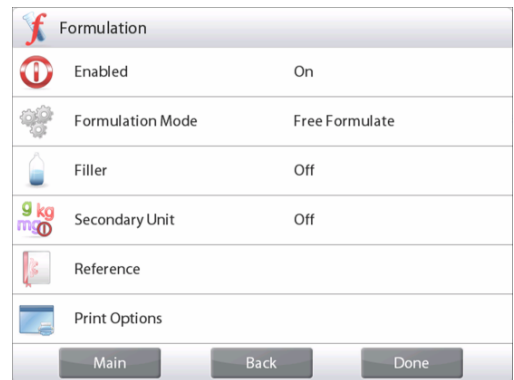 Formulation
Enabled On
Formulation Mode Free Formulate
Filler Off
g kg
mg
Secondary Unit Off
Reference
Print Options
Main Back Done